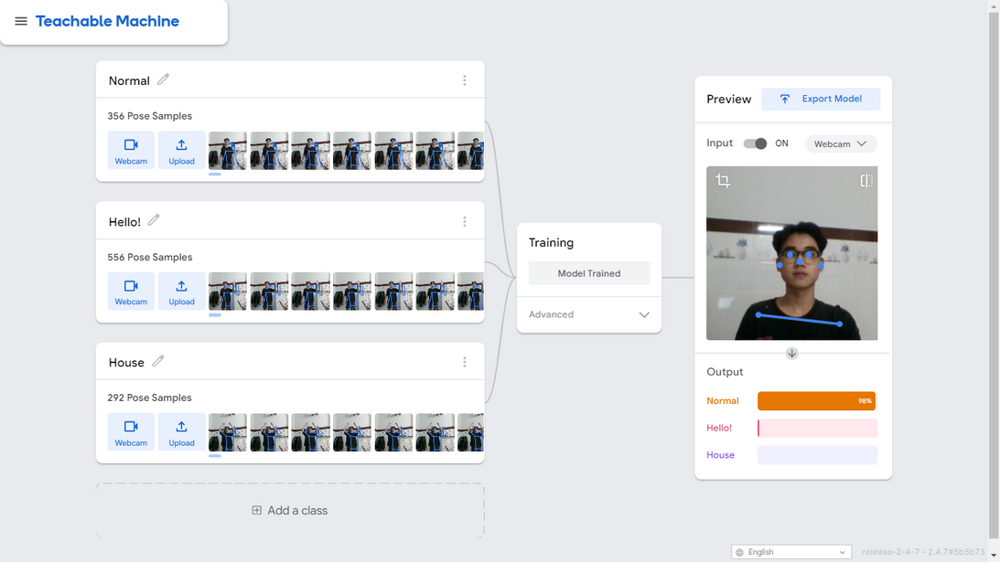 Teachable Machine
Normal
356 Pose Samples
Webcam
Upload
Hello!
556 Pose Samples
Webcam
Upload
House
292 Pose Samples
Webcam
Upload
Add a class
Training
Model Trained
Advanced
Preview
Export Model
Input
ON
Webcam
Output
Normal
98%
Hello!
House
English
release-2-4-7 - 2.4.7#5b5b73